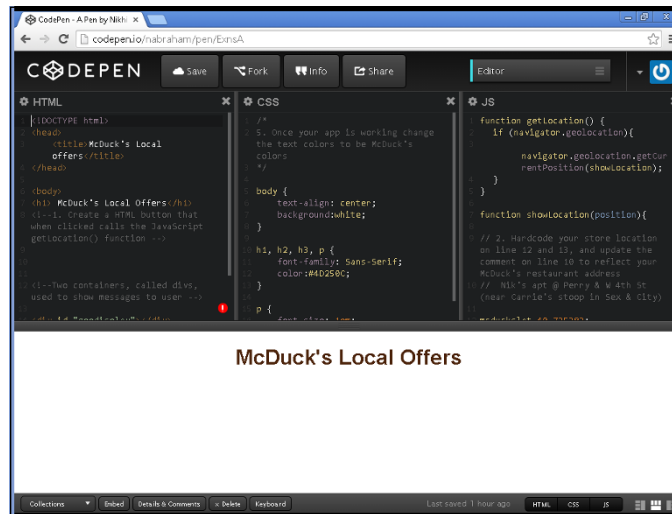 CodePen - A Pen by Nikhi
codepen.io/nabraham/pen/ExnsA
CODEPEN Save Fork Info Share Editor
HTML
<!DOCTYPE html>
<head>
<title>McDuck's Local
offers</title>
</head>
<body>
<h1> McDuck's Local Offers</h1>
<!--1. Create a HTML button that
when clicked calls the JavaScript
getLocation() function -->
<!--Two containers, called divs,
used to show messages to user -->
CSS
/*
5. Once your app is working change
the text colors to be McDuck's
colors
*/
body {
text-align: center;
background:white;
}
h1, h2, h3, p {
font-family: Sans-Serif;
color:#4D250C;
}
p {
JS
function getLocation() {
if (navigator.geolocation){
navigator.geolocation.getCur
rentPosition(showLocation);
}
}
function showLocation(position){
// 2. Hardcode your store location
on line 12 and 13, and update the
comment on line 10 to reflect your
McDuck's restaurant address
// Nik's apt @ Perry & W 4th St
(near Carrie's stoop in Sex & City)
McDuck's Local Offers
Collections Embed Details & Comments × Delete Keyboard Last saved 1 hour ago HTML CSS JS